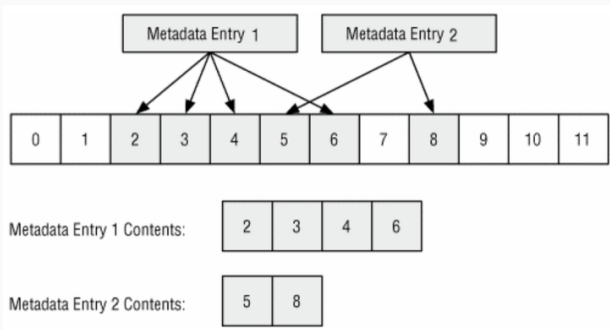 Metadata Entry 1 Metadata Entry 2
0 1 2 3 4 5 6 7 8 9 10 11
Metadata Entry 1 Contents: 2 3 4 6
Metadata Entry 2 Contents: 5 8